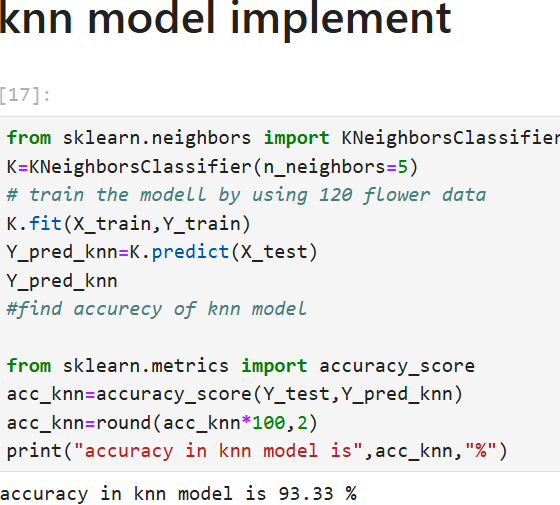 knn model implement
[17]:
from sklearn.neighbors import KNeighborsClassifier
K=KNeighborsClassifier(n_neighbors=5)
# train the modell by using 120 flower data
K.fit(X_train,Y_train)
Y_pred_knn=K.predict(X_test)
Y_pred_knn
#find accurecy of knn model
from sklearn.metrics import accuracy_score
acc_knn=accuracy_score(Y_test,Y_pred_knn)
acc_knn=round(acc_knn*100,2)
print("accuracy in knn model is",acc_knn,"%")
accuracy in knn model is 93.33 %